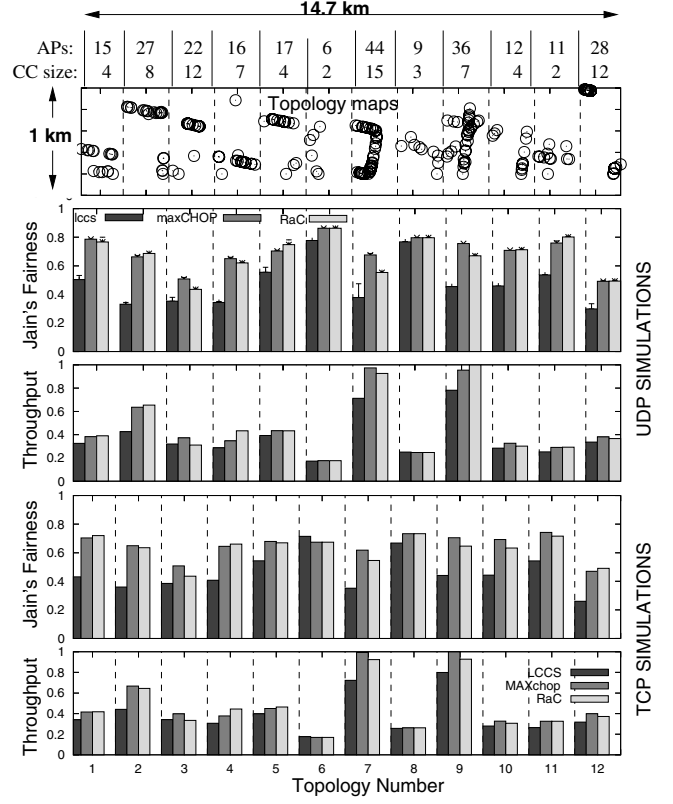 14.7 km
APs: 15 27 22 16 17 6 44 9 36 12 11 28
CC size: 4 8 12 7 4 2 15 3 7 4 2 12
Topology maps
1 km
lccs maxCHOP RaC
1
0.8
0.6
0.4
0.2
0
Jain's Fairness
1
0.8
0.6
0.4
0.2
0
Throughput
UDP SIMULATIONS
1
0.8
0.6
0.4
0.2
0
Jain's Fairness
1
0.8
0.6
0.4
0.2
0
Throughput
LCCS
MAXchop
RaC
TCP SIMULATIONS
1 2 3 4 5 6 7 8 9 10 11 12
Topology Number